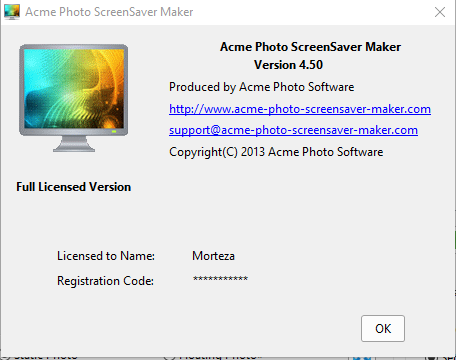 Acme Photo ScreenSaver Maker
Acme Photo ScreenSaver Maker
Version 4.50
Produced by Acme Photo Software
http://www.acme-photo-screensaver-maker.com
support@acme-photo-screensaver-maker.com
Copyright(C) 2013 Acme Photo Software
Full Licensed Version
Licensed to Name: Morteza
Registration Code: ***********
OK